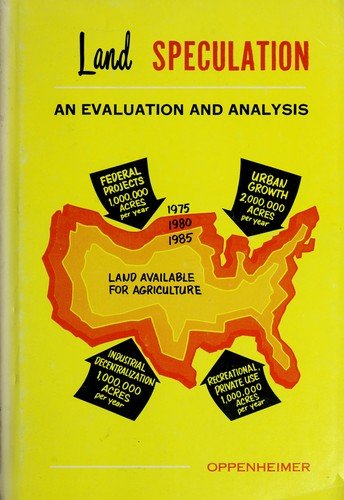 Land SPECULATION
AN EVALUATION AND ANALYSIS
FEDERAL
PROJECTS
1,000,000
ACRES
per year
URBAN
GROWTH
2,000,000
ACRES
per year
1975
1980
1985
LAND AVAILABLE
FOR AGRICULTURE
INDUSTRIAL
DECENTRALIZATION
1,000,000
ACRES
per year
RECREATIONAL,
PRIVATE USE
1,000,000
ACRES
per year
OPPENHEIMER